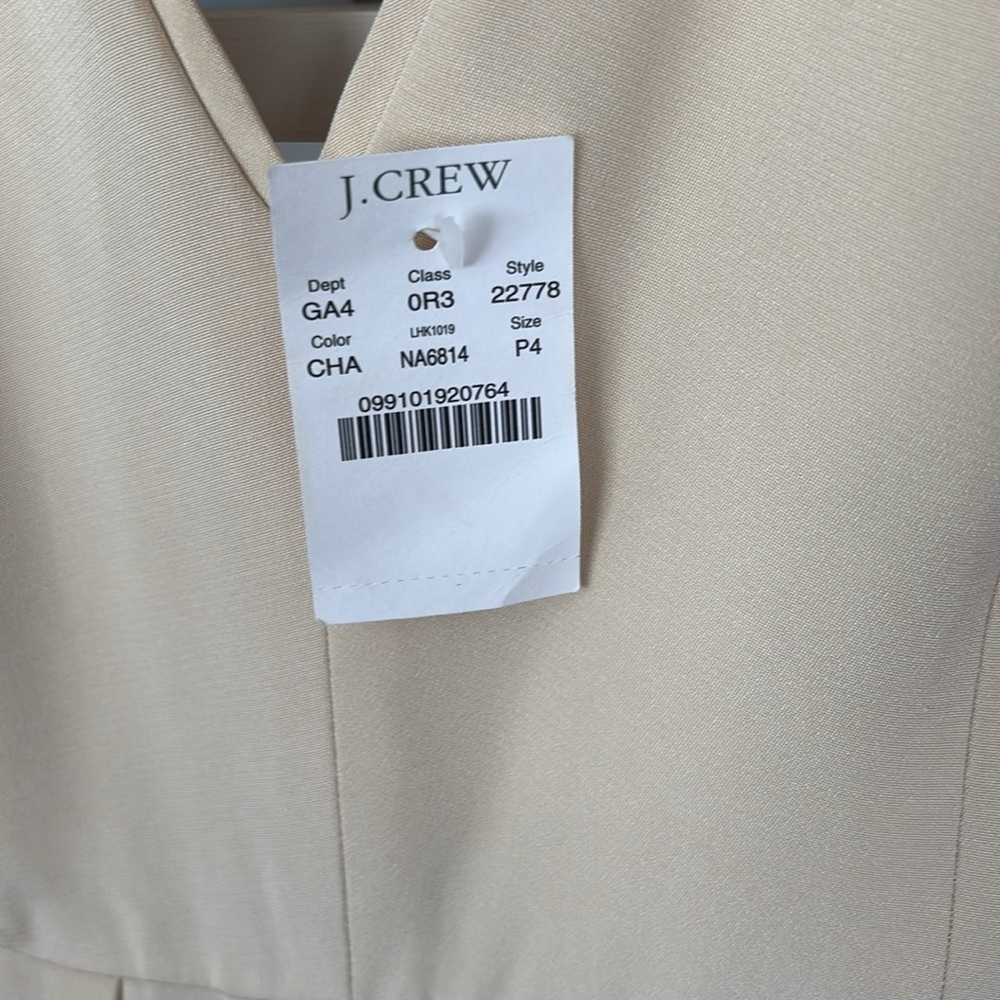 J.CREW
Dept Class Style
GA4 0R3 22778
Color LHK1019 Size
CHA NA6814 P4
099101920764